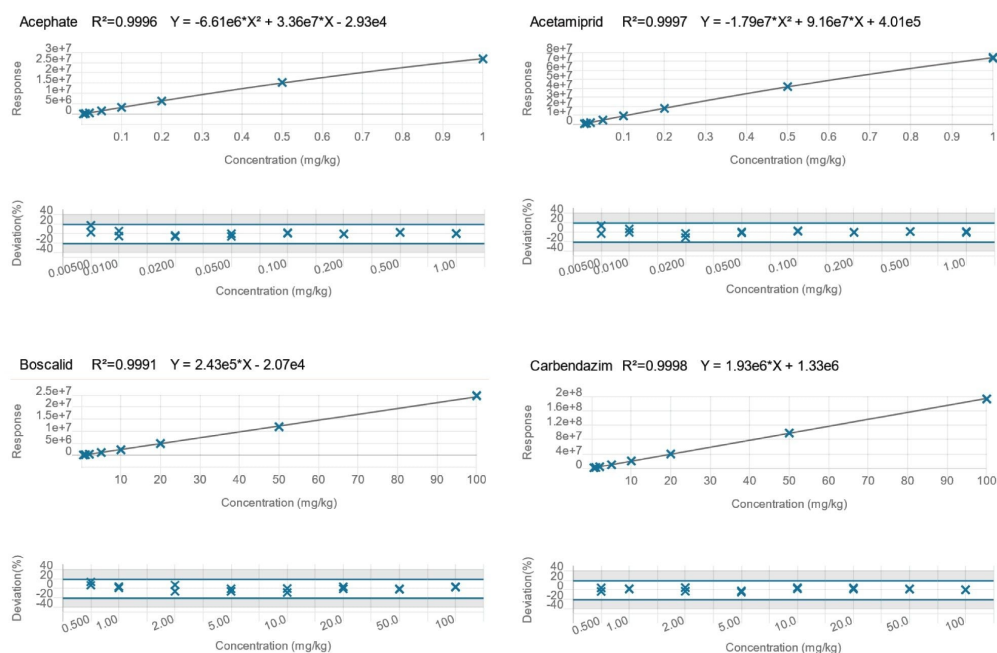 Acephate R²=0.9996 Y = -6.61e6*X² + 3.36e7*X - 2.93e4
3e+7
2.5e+7
2e+7
1.5e+7
1e+7
5e+6
0
Response
0.1 0.2 0.3 0.4 0.5 0.6 0.7 0.8 0.9 1
Concentration (mg/kg)
40
20
0
-20
-40
Deviation(%)
0.00500 0.0100 0.0200 0.0500 0.100 0.200 0.500 1.00
Concentration (mg/kg)
Acetamiprid R²=0.9997 Y = -1.79e7*X² + 9.16e7*X + 4.01e5
8e+7
7e+7
6e+7
5e+7
4e+7
3e+7
2e+7
1e+7
0
Response
0.1 0.2 0.3 0.4 0.5 0.6 0.7 0.8 0.9 1
Concentration (mg/kg)
40
20
0
-20
-40
Deviation(%)
0.00500 0.0100 0.0200 0.0500 0.100 0.200 0.500 1.00
Concentration (mg/kg)
Boscalid R²=0.9991 Y = 2.43e5*X - 2.07e4
2.5e+7
2e+7
1.5e+7
1e+7
5e+6
0
Response
10 20 30 40 50 60 70 80 90 100
Concentration (mg/kg)
40
20
0
-20
-40
Deviation(%)
0.500 1.00 2.00 5.00 10.0 20.0 50.0 100
Concentration (mg/kg)
Carbendazim R²=0.9998 Y = 1.93e6*X + 1.33e6
2e+8
1.6e+8
1.2e+8
8e+7
4e+7
0
Response
10 20 30 40 50 60 70 80 90 100
Concentration (mg/kg)
40
20
0
-20
-40
Deviation(%)
0.500 1.00 2.00 5.00 10.0 20.0 50.0 100
Concentration (mg/kg)